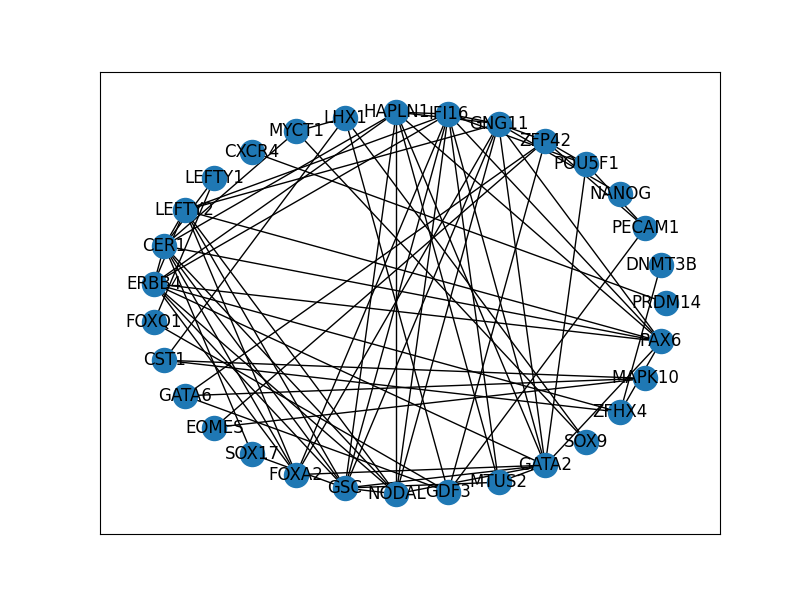 HAPLN1
IFI16
LHX1
GNG11
MYCT1
ZFP42
CXCR4
POU5F1
LEFTY1
NANOG
LEFTY2
PECAM1
CER1
DNMT3B
ERBB4
PRDM14
FOXQ1
PAX6
CST1
MAPK10
GATA6
ZFHX4
EOMES
SOX9
SOX17
GATA2
FOXA2
MTUS2
GSC
GDF3
NODAL